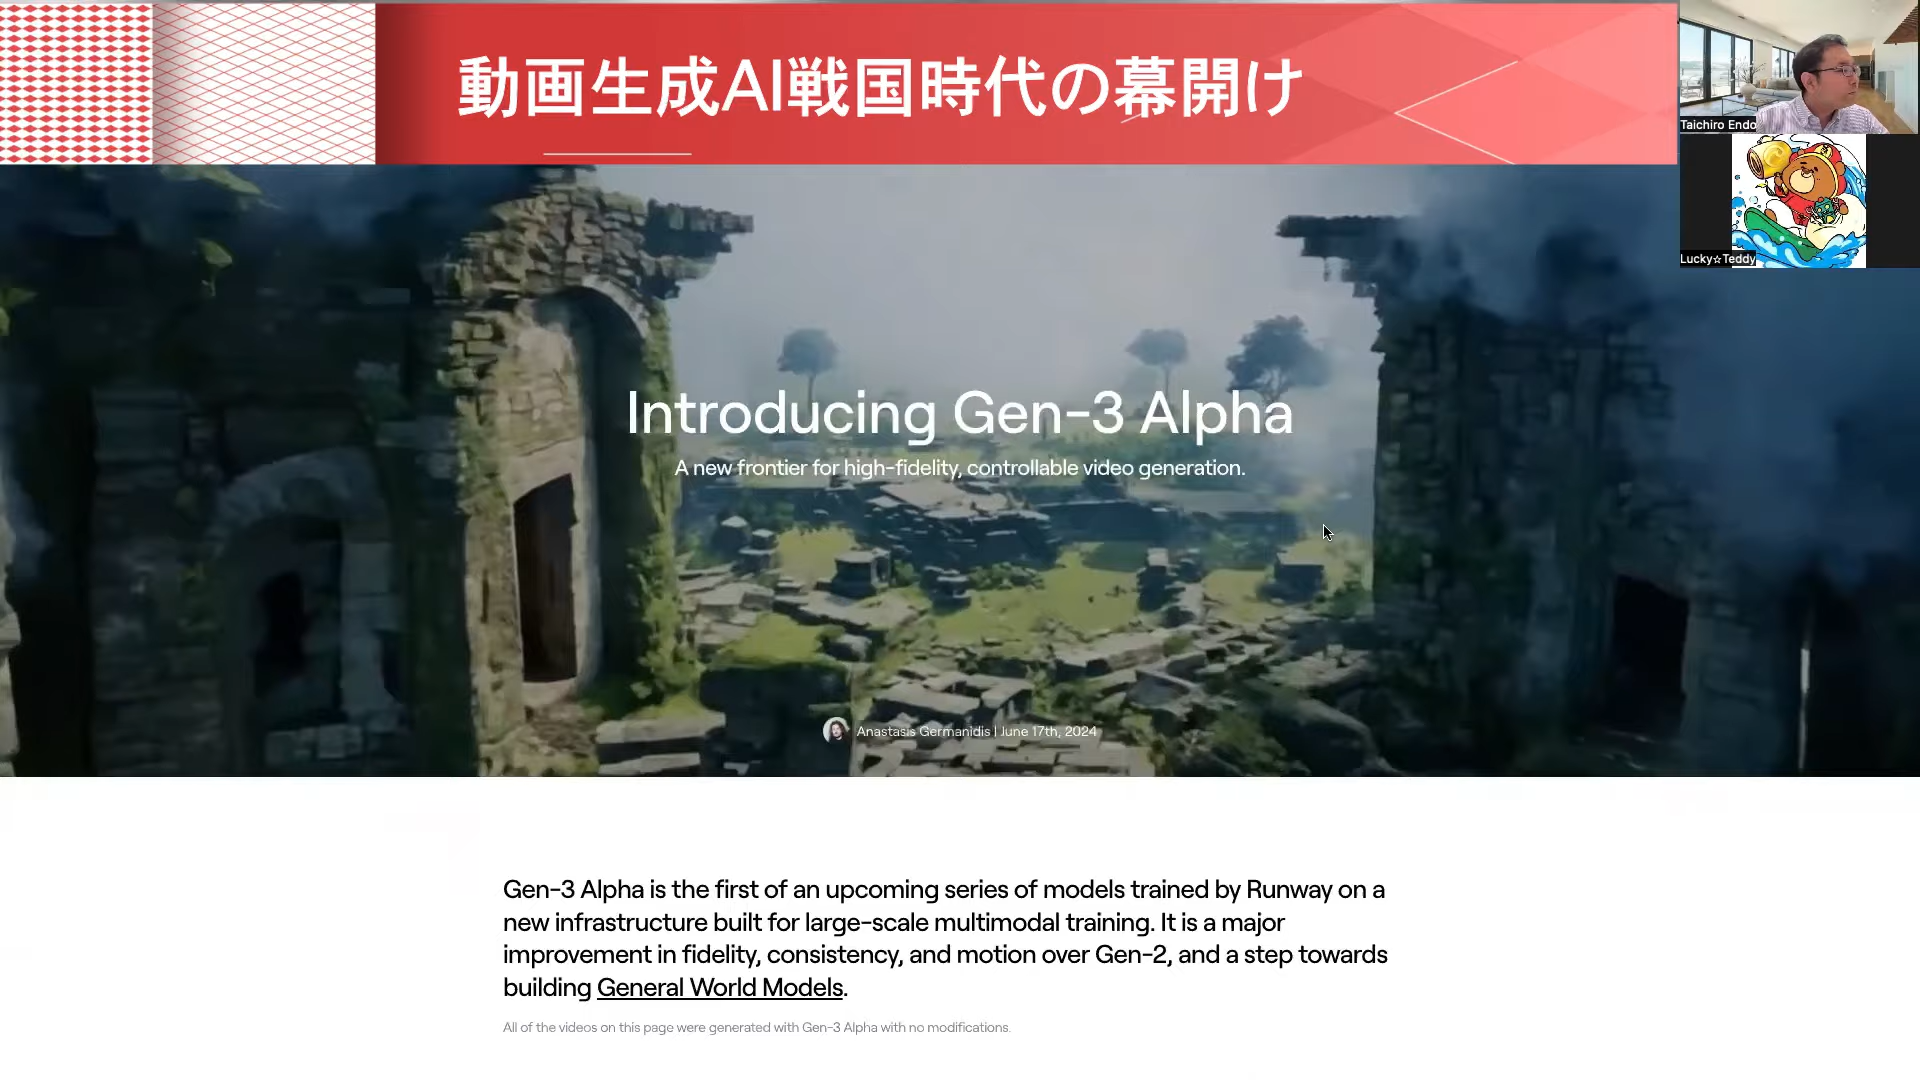 動画生成AI戦国時代の幕開け
Taichiro Endo
Lucky☆Teddy
Introducing Gen-3 Alpha
A new frontier for high-fidelity, controllable video generation.
Anastasis Germanidis | June 17th, 2024
Gen-3 Alpha is the first of an upcoming series of models trained by Runway on a
new infrastructure built for large-scale multimodal training. It is a major
improvement in fidelity, consistency, and motion over Gen-2, and a step towards
building General World Models.
All of the videos on this page were generated with Gen-3 Alpha with no modifications.